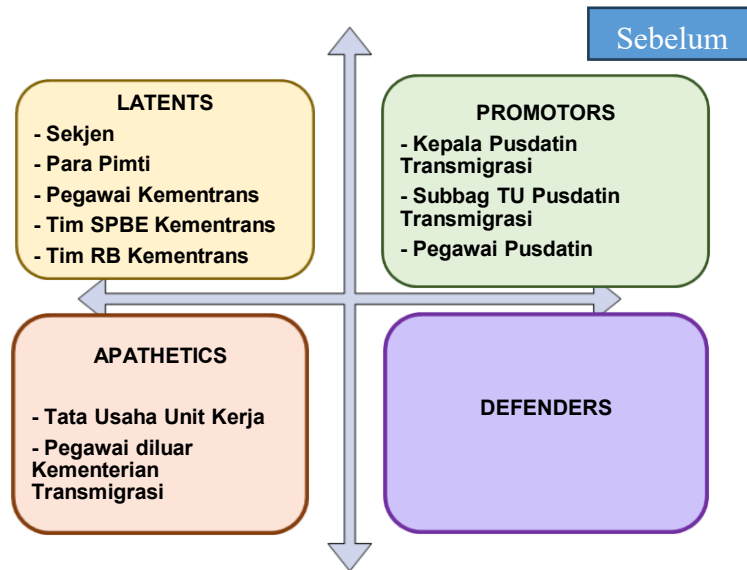 Sebelum
LATENTS
- Sekjen
- Para Pimti
- Pegawai Kementrans
- Tim SPBE Kementrans
- Tim RB Kementrans
PROMOTORS
- Kepala Pusdatin
Transmigrasi
- Subbag TU Pusdatin
Transmigrasi
- Pegawai Pusdatin
APATHETICS
- Tata Usaha Unit Kerja
- Pegawai diluar
Kementerian
Transmigrasi
DEFENDERS